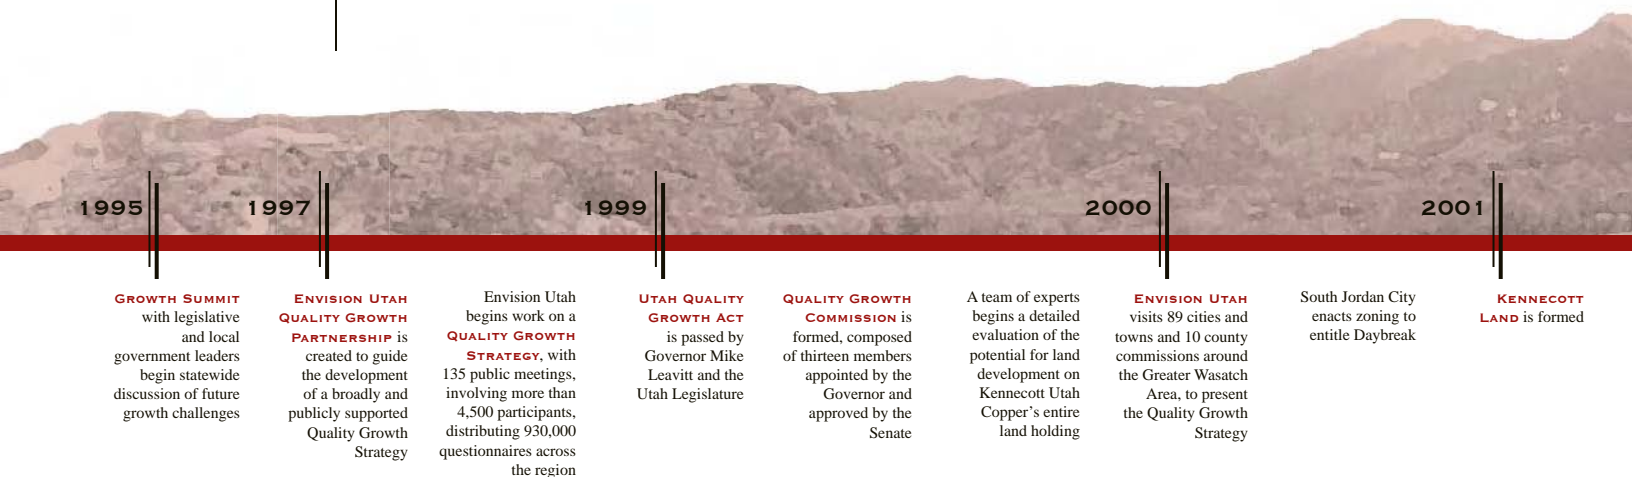 1995
1997
1999
2000
2001
GROWTH SUMMIT
with legislative
and local
government leaders
begin statewide
discussion of future
growth challenges
ENVISION UTAH
QUALITY GROWTH
PARTNERSHIP is
created to guide
the development
of a broadly and
publicly supported
Quality Growth
Strategy
Envision Utah
begins work on a
QUALITY GROWTH
STRATEGY, with
135 public meetings,
involving more than
4,500 participants,
distributing 930,000
questionnaires across
the region
UTAH QUALITY
GROWTH ACT
is passed by
Governor Mike
Leavitt and the
Utah Legislature
QUALITY GROWTH
COMMISSION is
formed, composed
of thirteen members
appointed by the
Governor and
approved by the
Senate
A team of experts
begins a detailed
evaluation of the
potential for land
development on
Kennecott Utah
Copper’s entire
land holding
ENVISION UTAH
visits 89 cities and
towns and 10 county
commissions around
the Greater Wasatch
Area, to present
the Quality Growth
Strategy
South Jordan City
enacts zoning to
entitle Daybreak
KENNECOTT
LAND is formed